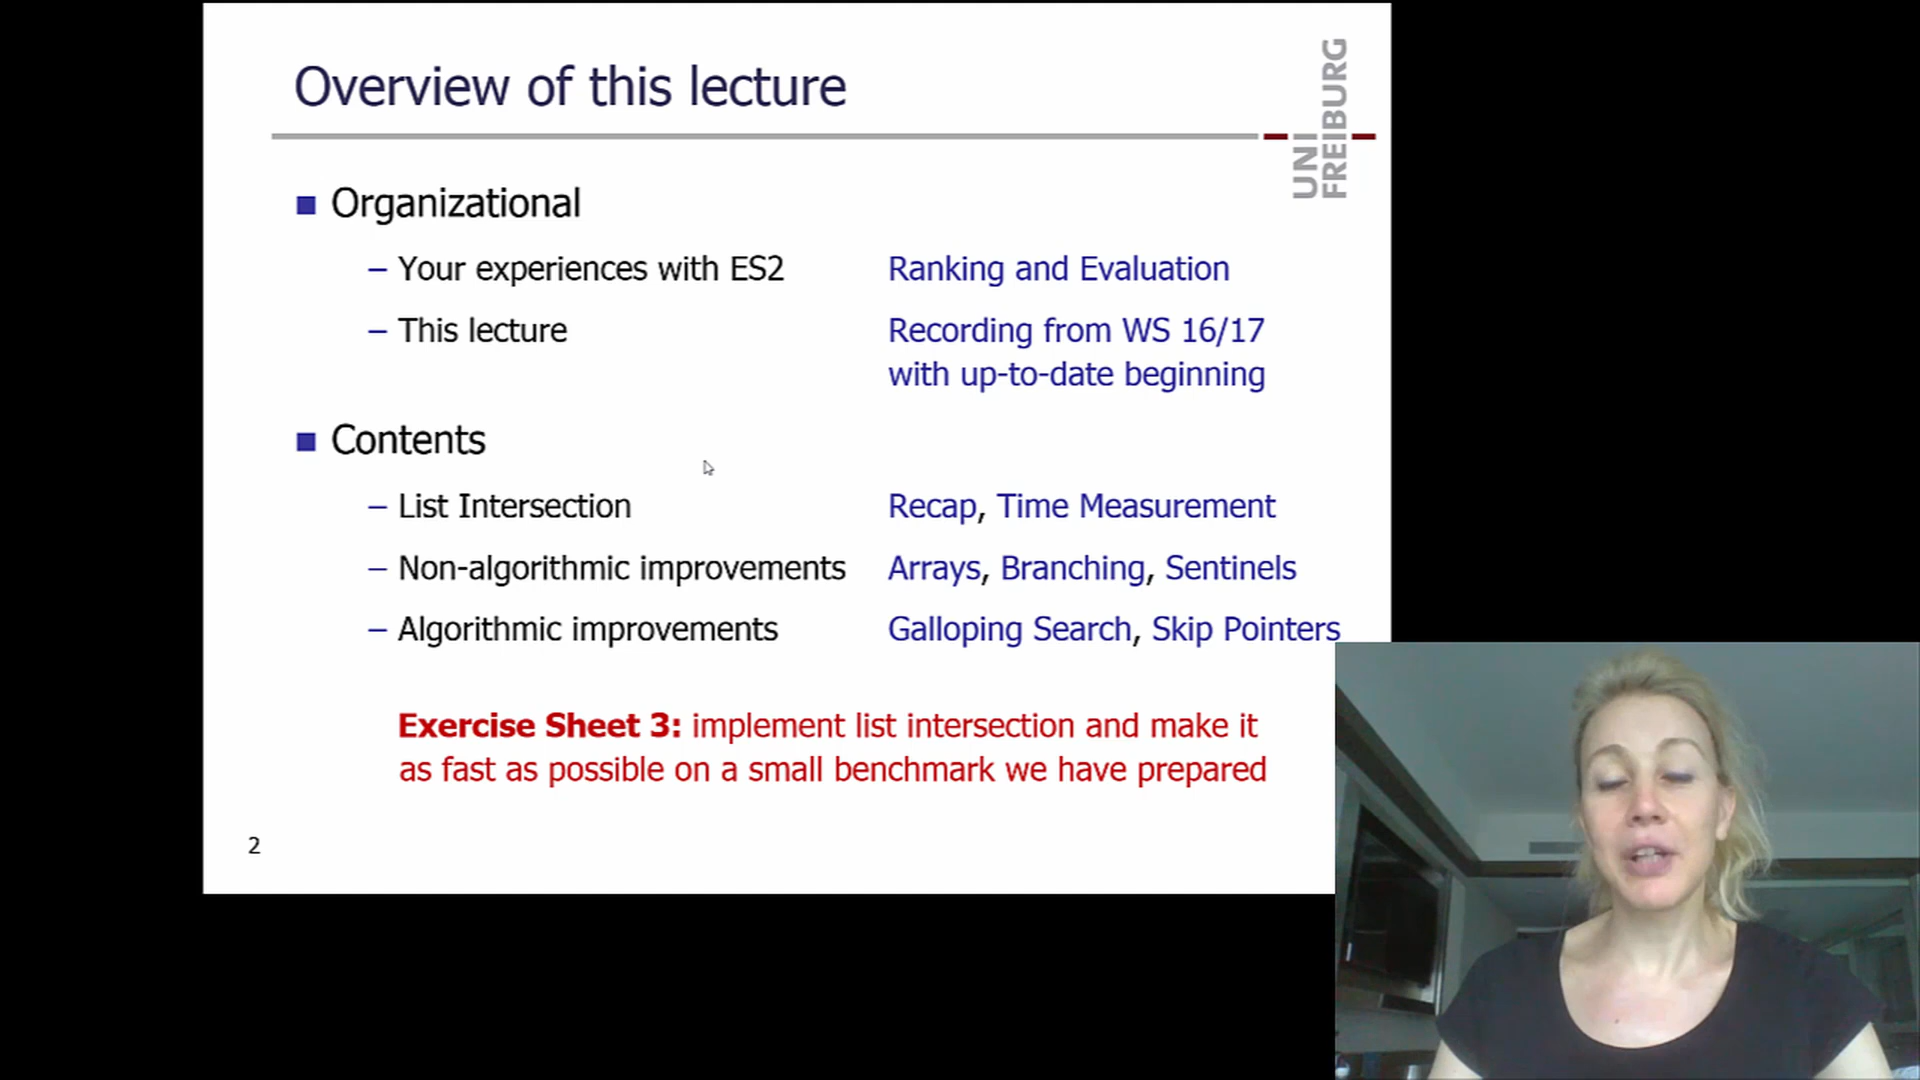 Overview of this lecture
UNI
FREIBURG
■ Organizational
– Your experiences with ES2 Ranking and Evaluation
– This lecture Recording from WS 16/17
with up-to-date beginning
■ Contents
– List Intersection Recap, Time Measurement
– Non-algorithmic improvements Arrays, Branching, Sentinels
– Algorithmic improvements Galloping Search, Skip Pointers
Exercise Sheet 3: implement list intersection and make it
as fast as possible on a small benchmark we have prepared
2